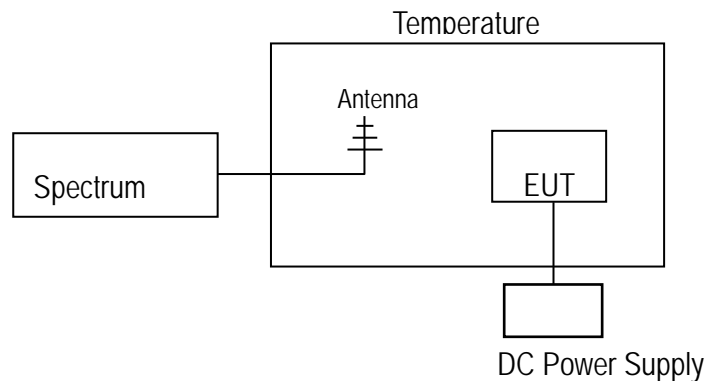 Temperature
Antenna
Spectrum
EUT
DC Power Supply